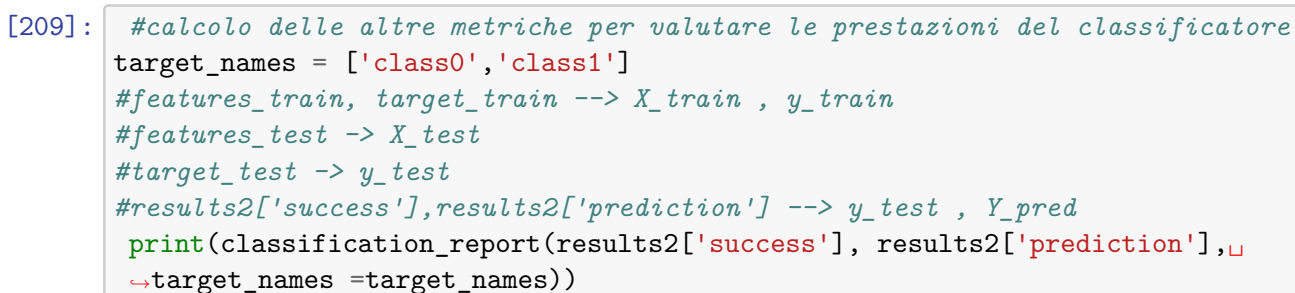 [209]: #calcolo delle altre metriche per valutare le prestazioni del classificatore
target_names = ['class0','class1']
#features_train, target_train --> X_train , y_train
#features_test -> X_test
#target_test -> y_test
#results2['success'],results2['prediction'] --> y_test , Y_pred
print(classification_report(results2['success'], results2['prediction'],␣
↪target_names =target_names))